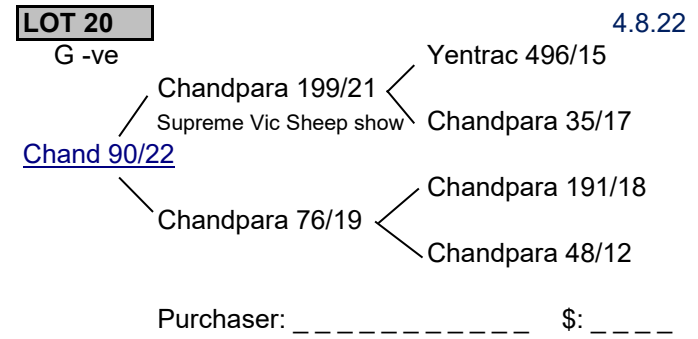 LOT 20 4.8.22
G -ve
Yentrac 496/15
Chandpara 199/21
Supreme Vic Sheep show
Chandpara 35/17
Chand 90/22
Chandpara 191/18
Chandpara 76/19
Chandpara 48/12
Purchaser: _ _ _ _ _ _ _ _ _ _ _ $: _ _ _ _